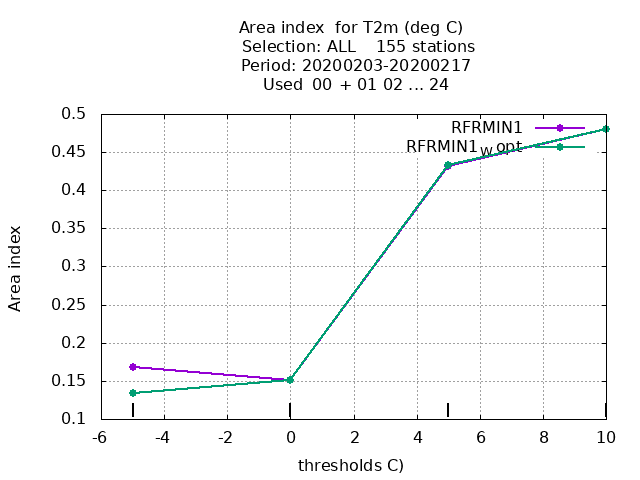 Area index for T2m (deg C)
Selection: ALL 155 stations
Period: 20200203-20200217
Used 00 + 01 02 ... 24
RFRMIN1
RFRMIN1wopt
0.5
0.45
0.4
0.35
0.3
0.25
0.2
0.15
0.1
Area index
-6 -4 -2 0 2 4 6 8 10
thresholds C)